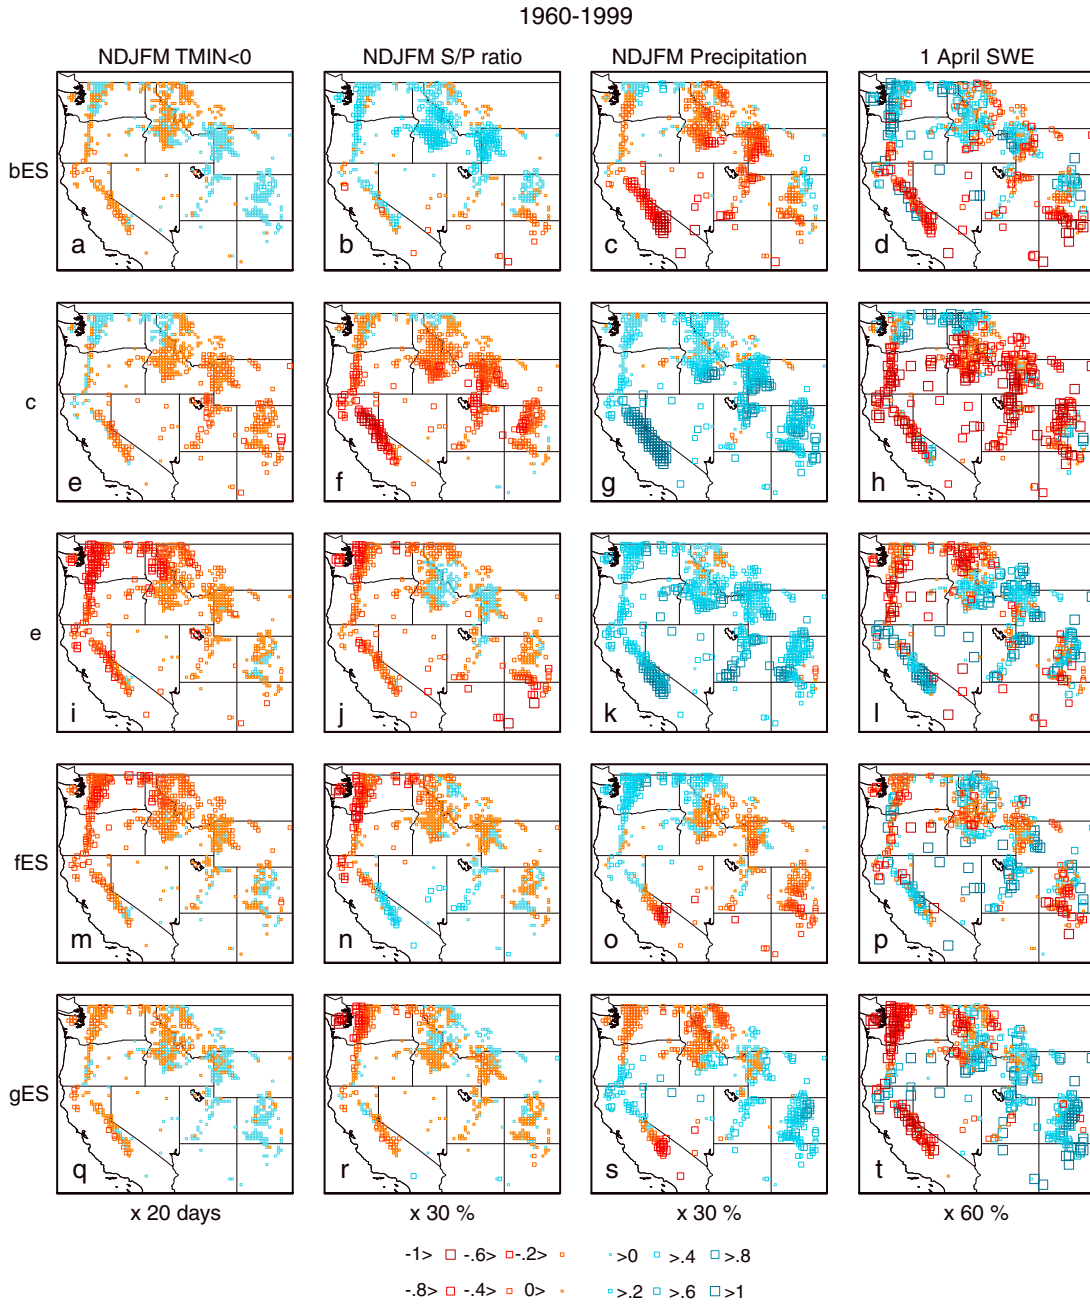 1960-1999
NDJFM TMIN<0 NDJFM S/P ratio NDJFM Precipitation 1 April SWE
bES a b c d
c e f g h
e i j k l
fES m n o p
gES q r s t
x 20 days x 30 % x 30 % x 60 %
-1> -.6> -.2> >0 >.4 >.8
-.8> -.4> 0> >.2 >.6 >1